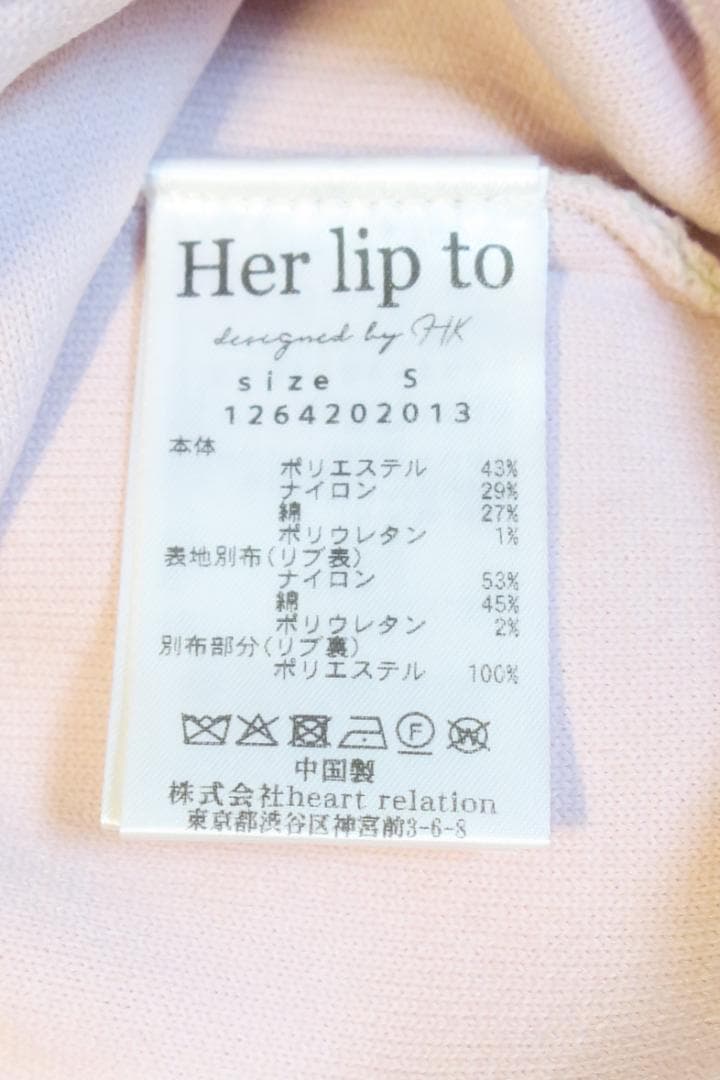 Her lip to
designed by HK
size S
1264202013
本体
ポリエステル 43%
ナイロン 29%
綿 27%
ポリウレタン 1%
表地別布(リブ表)
ナイロン 53%
綿 45%
ポリウレタン 2%
別布部分(リブ裏)
ポリエステル 100%
F W
中国製
株式会社heart relation
東京都渋谷区神宮前3-6-8